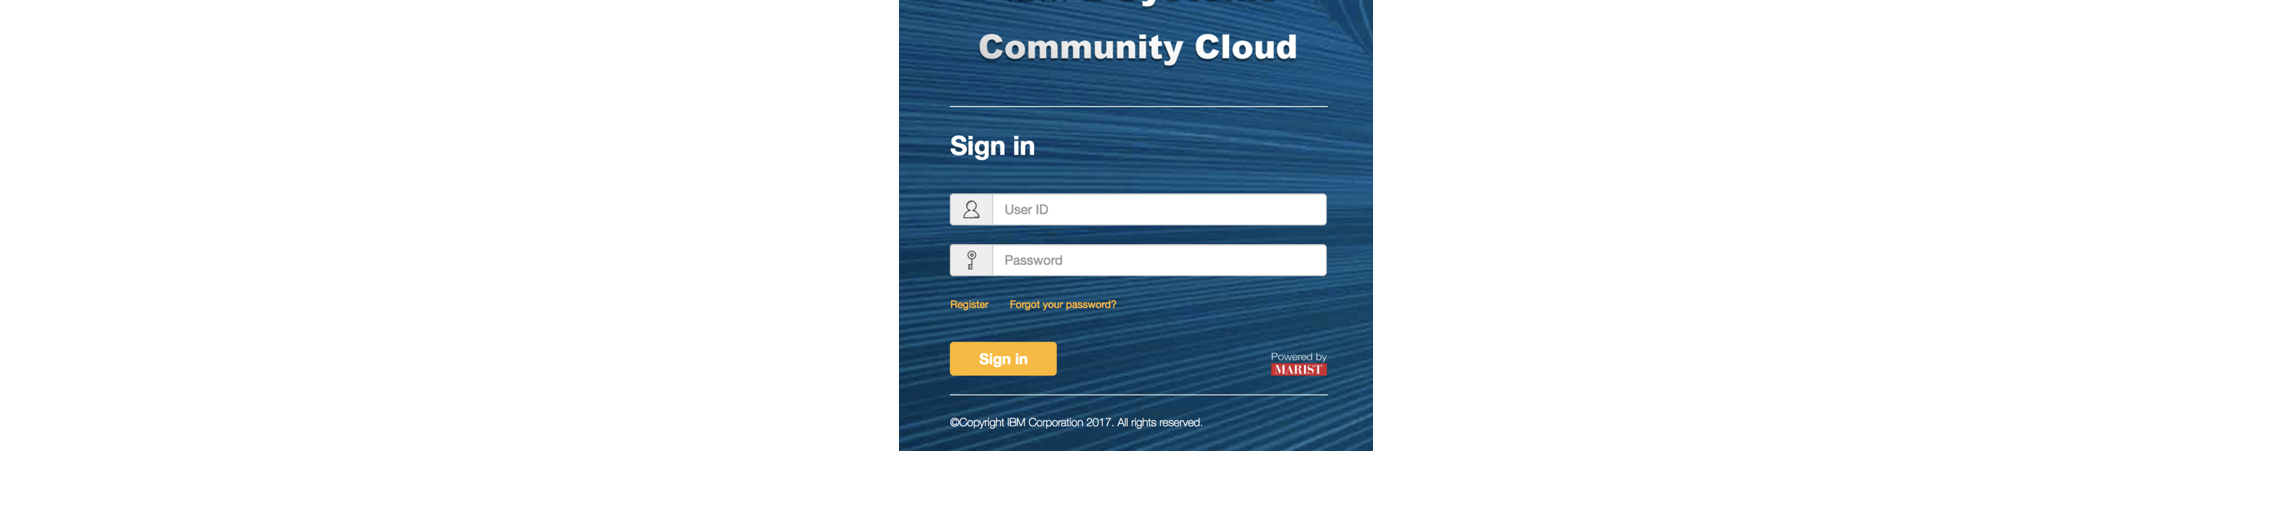 Community Cloud
Sign in
User ID
Password
Register Forgot your password?
Sign in
Powered by
MARIST
©Copyright IBM Corporation 2017. All rights reserved.